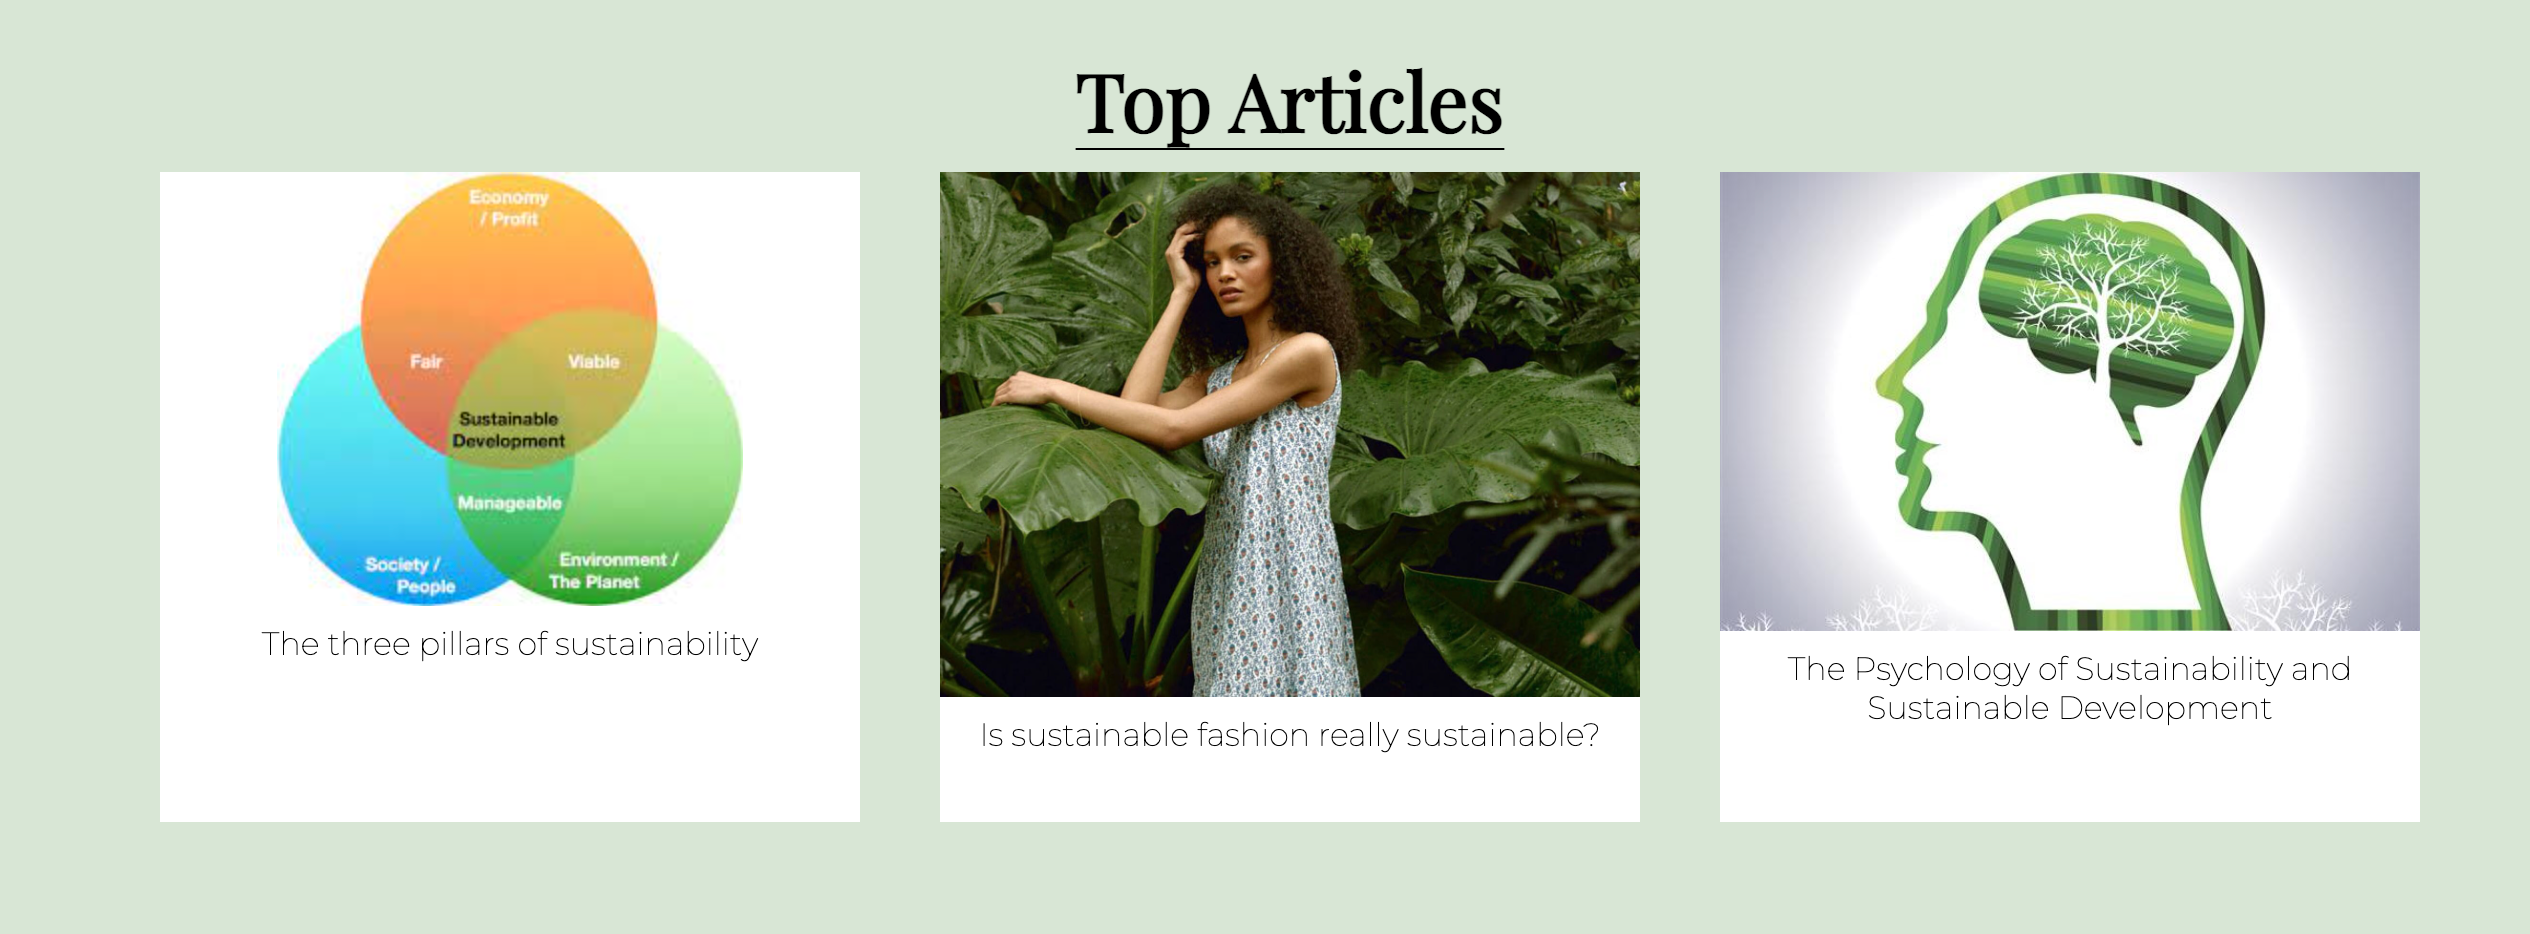 Top Articles
Economy
/ Profit
Fair
Viable
Sustainable
Development
Manageable
Society /
People
Environment /
The Planet
The three pillars of sustainability
Is sustainable fashion really sustainable?
The Psychology of Sustainability and
Sustainable Development